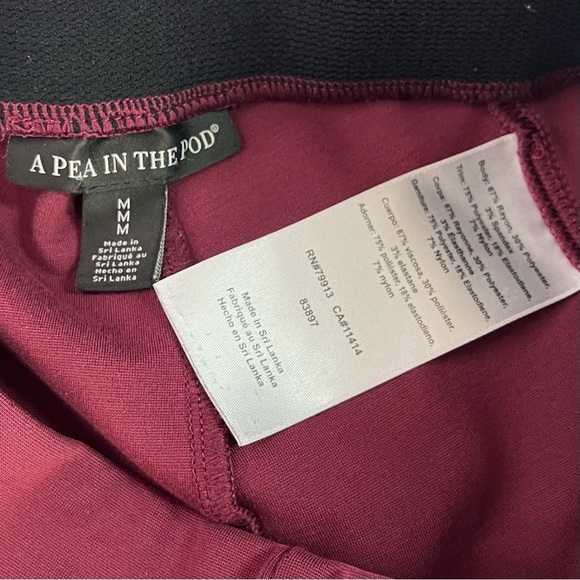 A PEA IN THE POD®
M
M
M
Made in
Sri Lanka
Fabriqué au
Sri Lanka
Hecho en
Sri Lanka
Body: 67% Rayon, 30% Polyester,
3% Spandex
Trim: 75% Polyester, 18% Elastodiene,
7% Nylon
Corps: 67% Rayonne, 30% Polyester,
3% Élasthanne
Garniture: 75% Polyester, 18% Elastodiene,
7% Nylon
Cuerpo: 67% viscosa, 30% poliéster,
3% elastane
Adorner: 75% poliéster, 18% elastodieno,
7% nylon
RN#79913 CA#11414
83897
Made in Sri Lanka
Fabriqué au Sri Lanka
Hecho en Sri Lanka